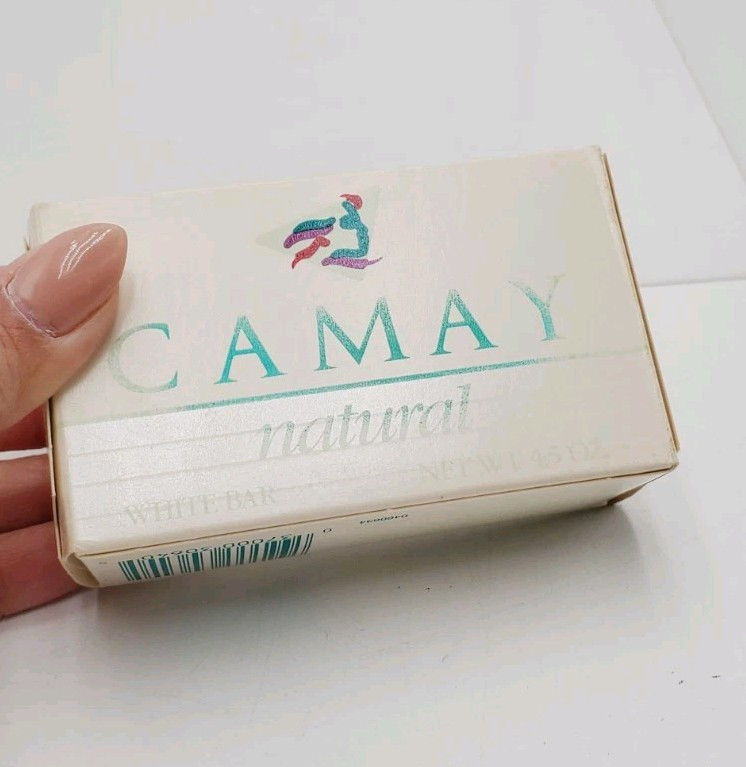 CAMAY
natural
NET WT. 4.5 OZ.
WHITE BAR